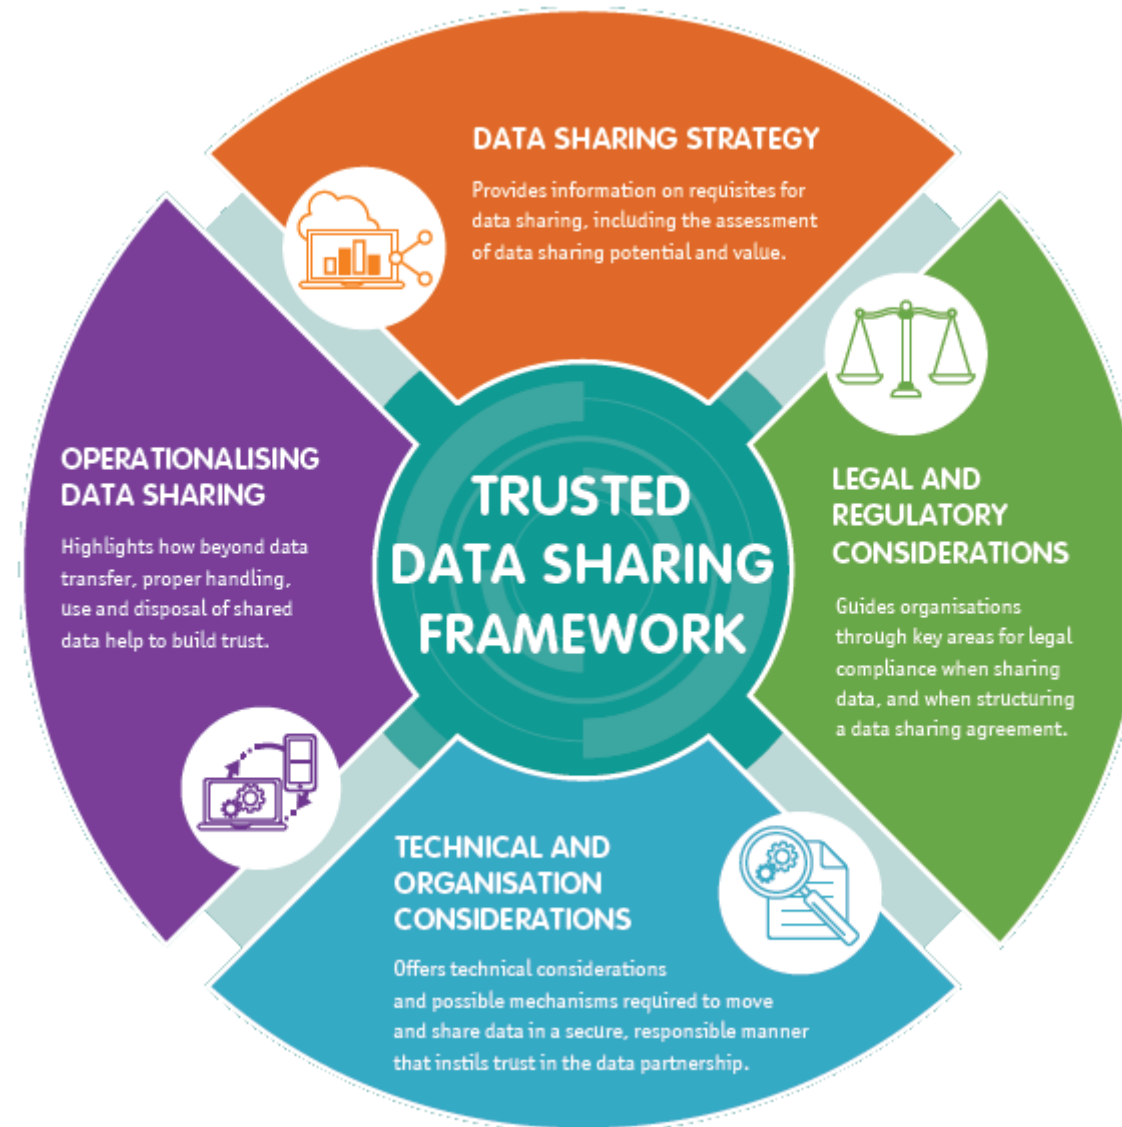 DATA SHARING STRATEGY
Provides information on requisites for
data sharing, including the assessment
of data sharing potential and value.
LEGAL AND
REGULATORY
CONSIDERATIONS
Guides organisations
through key areas for legal
compliance when sharing
data, and when structuring
a data sharing agreement.
TECHNICAL AND
ORGANISATION
CONSIDERATIONS
Offers technical considerations
and possible mechanisms required to move
and share data in a secure, responsible manner
that instils trust in the data partnership.
OPERATIONALISING
DATA SHARING
Highlights how beyond data
transfer, proper handling,
use and disposal of shared
data help to build trust.
TRUSTED
DATA SHARING
FRAMEWORK